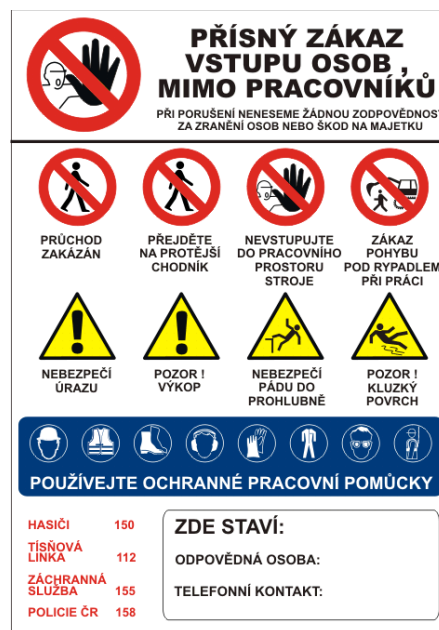 PŘÍSNÝ ZÁKAZ
VSTUPU OSOB ,
MIMO PRACOVNÍKŮ
PŘI PORUŠENÍ NENESEME ŽÁDNOU ZODPOVĚDNOST
ZA ZRANĚNÍ OSOB NEBO ŠKOD NA MAJETKU
PRŮCHOD
ZAKÁZÁN
PŘEJDĚTE
NA PROTĚJŠÍ
CHODNÍK
NEVSTUPUJTE
DO PRACOVNÍHO
PROSTORU
STROJE
ZÁKAZ
POHYBU
POD RYPADLEM
PŘI PRÁCI
NEBEZPEČÍ
ÚRAZU
POZOR !
VÝKOP
NEBEZPEČÍ
PÁDU DO
PROHLUBNĚ
POZOR !
KLUZKÝ
POVRCH
POUŽÍVEJTE OCHRANNÉ PRACOVNÍ POMŮCKY
HASIČI 150
TÍSŇOVÁ
LINKA 112
ZÁCHRANNÁ
SLUŽBA 155
POLICIE ČR 158
ZDE STAVÍ:
ODPOVĚDNÁ OSOBA:
TELEFONNÍ KONTAKT: